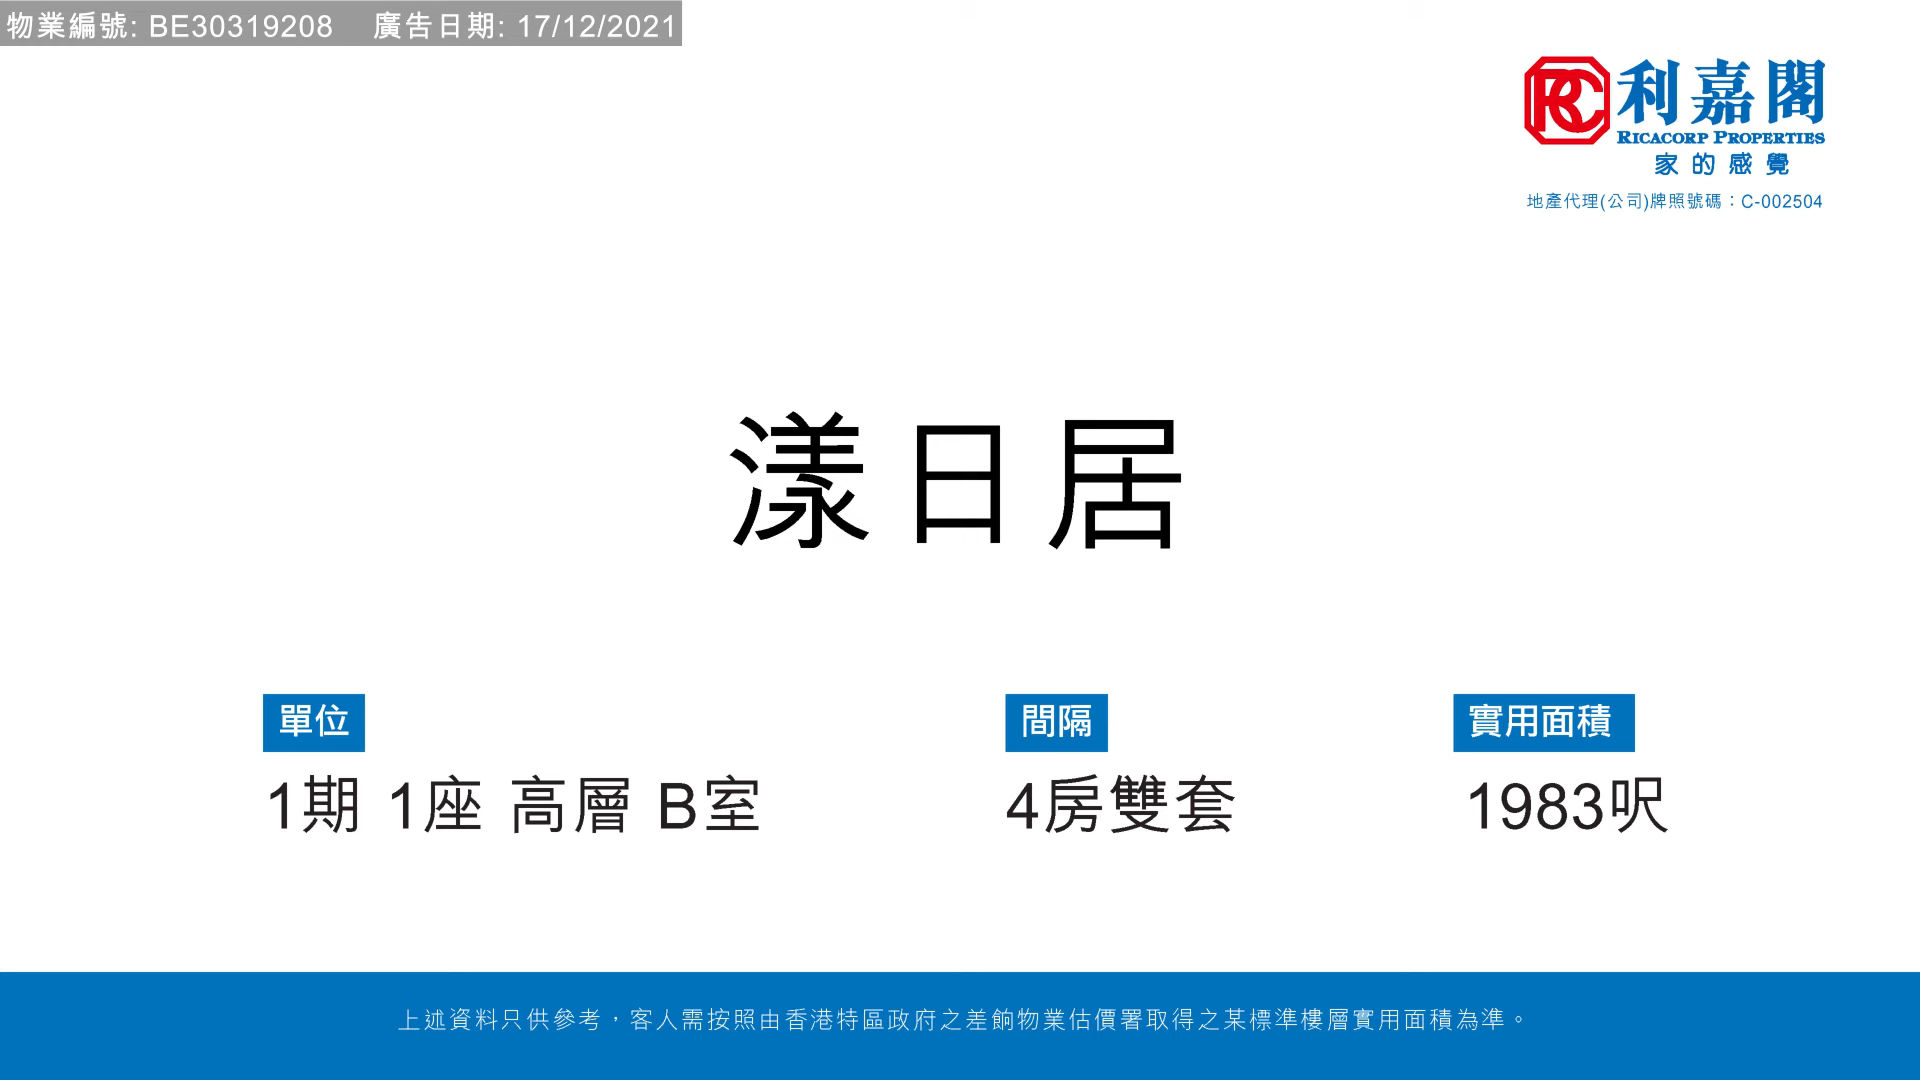 物業編號: BE30319208 廣告日期: 17/12/2021
RC 利嘉閣
RICACORP PROPERTIES
家的感覺
地產代理(公司)牌照號碼：C-002504
漾日居
單位 間隔 實用面積
1期 1座 高層 B室 4房雙套 1983呎
上述資料只供參考，客人需按照由香港特區政府之差餉物業估價署取得之某標準樓層實用面積為準。